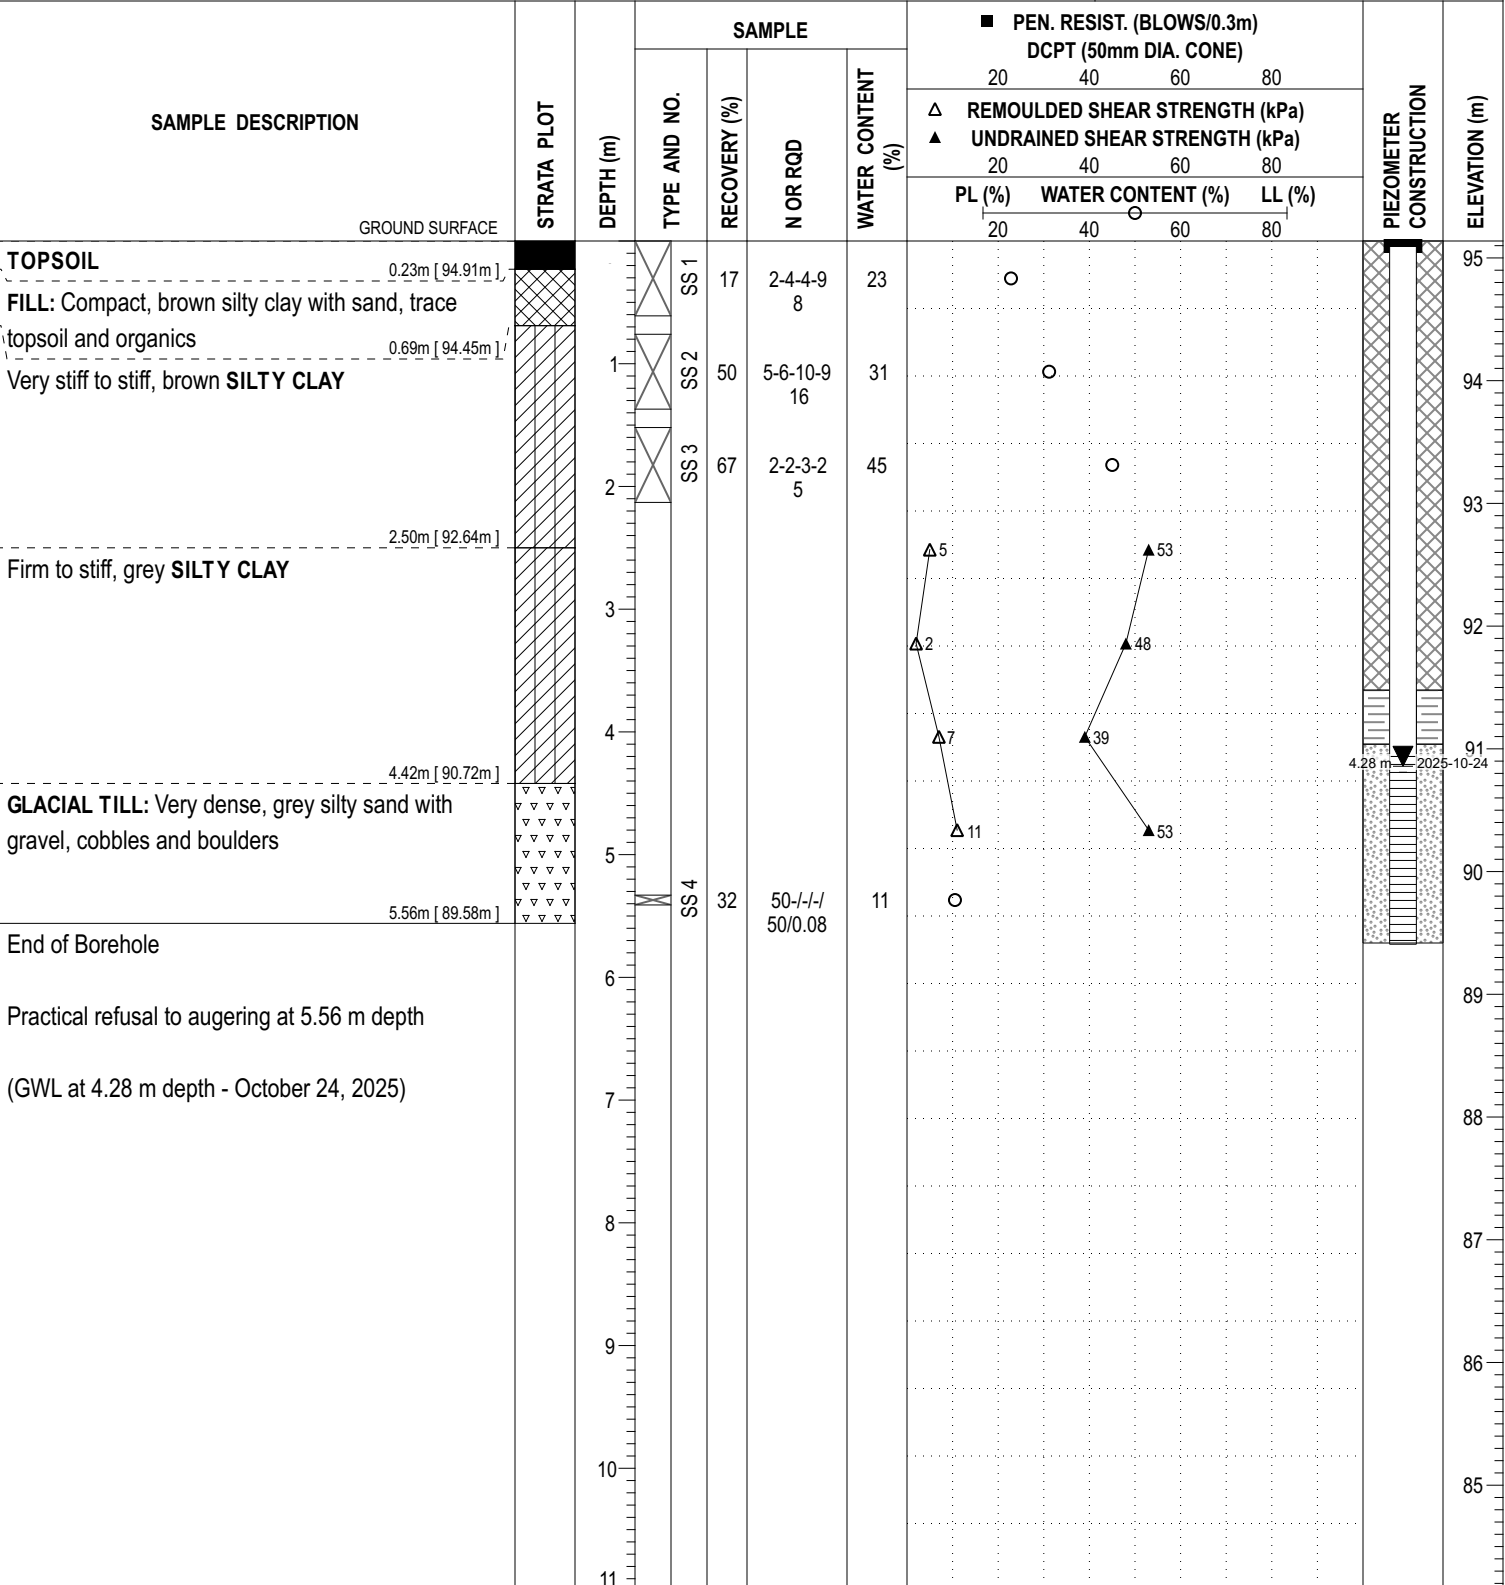 SAMPLE DESCRIPTION
GROUND SURFACE
STRATA PLOT
DEPTH (m)
SAMPLE
TYPE AND NO.
RECOVERY (%)
N OR RQD
WATER CONTENT
(%)
■ PEN. RESIST. (BLOWS/0.3m)
DCPT (50mm DIA. CONE)
20 40 60 80
△ REMOULDED SHEAR STRENGTH (kPa)
▲ UNDRAINED SHEAR STRENGTH (kPa)
20 40 60 80
PL (%) WATER CONTENT (%) LL (%)
20 40 60 80
PIEZOMETER
CONSTRUCTION
ELEVATION (m)
TOPSOIL
0.23m [ 94.91m ]
FILL: Compact, brown silty clay with sand, trace
topsoil and organics
0.69m [ 94.45m ]
Very stiff to stiff, brown SILTY CLAY
2.50m [ 92.64m ]
Firm to stiff, grey SILTY CLAY
4.42m [ 90.72m ]
GLACIAL TILL: Very dense, grey silty sand with
gravel, cobbles and boulders
5.56m [ 89.58m ]
End of Borehole
Practical refusal to augering at 5.56 m depth
(GWL at 4.28 m depth - October 24, 2025)
1
2
3
4
5
6
7
8
9
10
11
SS 1
17
2-4-4-9
8
23
SS 2
50
5-6-10-9
16
31
SS 3
67
2-2-3-2
5
45
SS 4
32
50-/-/-/
50/0.08
11
5 53
2 48
7 39
11 53
4.28 m 2025-10-24
95
94
93
92
91
90
89
88
87
86
85